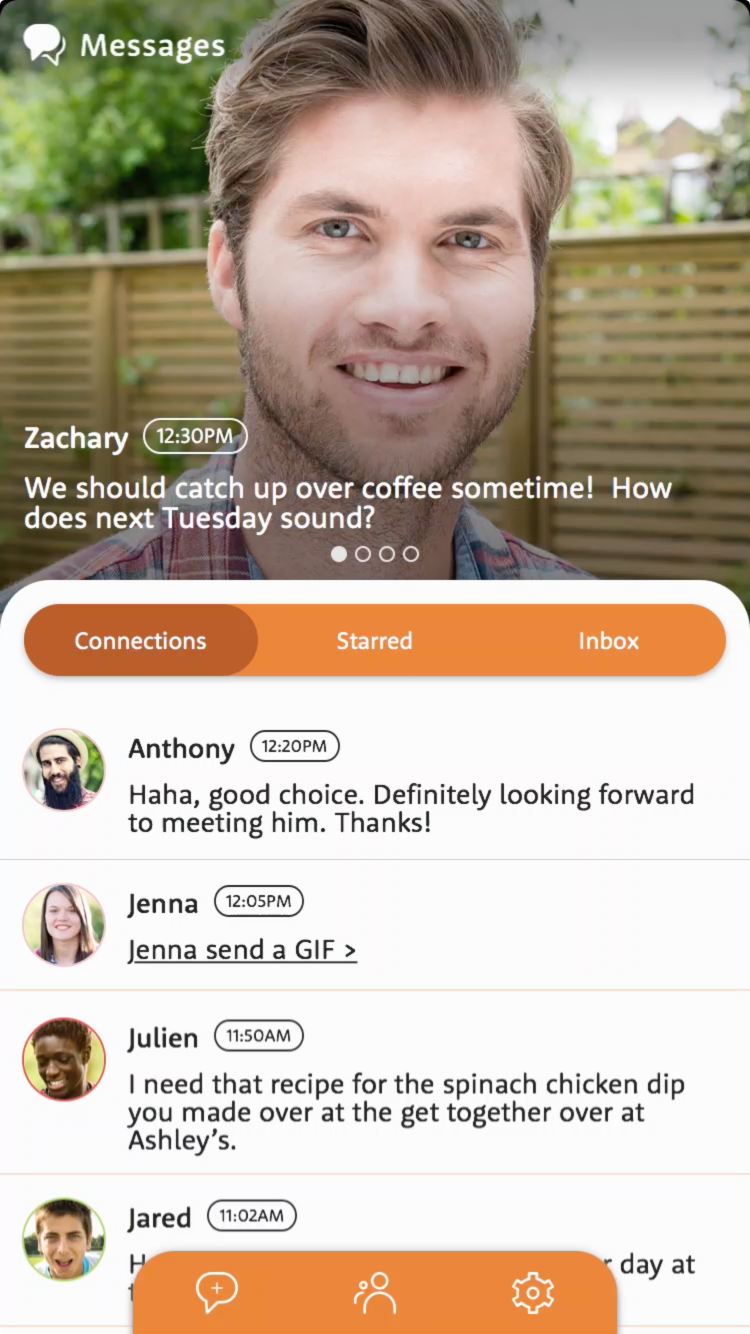 Messages
Zachary 12:30PM
We should catch up over coffee sometime!  How
does next Tuesday sound?
Connections Starred Inbox
Anthony 12:20PM
Haha, good choice. Definitely looking forward
to meeting him. Thanks!
Jenna 12:05PM
Jenna send a GIF >
Julien 11:50AM
I need that recipe for the spinach chicken dip
you made over at the get together over at
Ashley’s.
Jared 11:02AM
day at